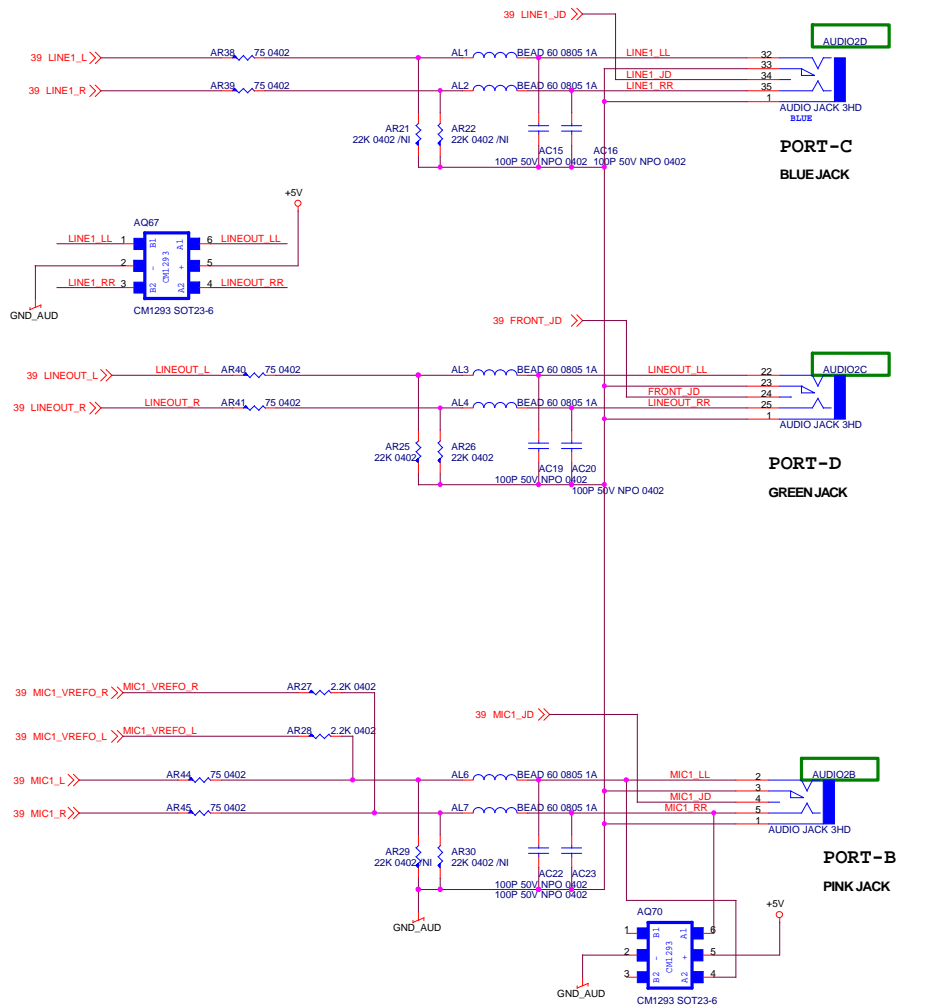 39 LINE1_JD
AUDIO2D
39 LINE1_L
AR38 75 0402
AL1 BEAD 60 0805 1A
LINE1_LL
32
33
LINE1_JD
34
39 LINE1_R
AR39 75 0402
AL2 BEAD 60 0805 1A
LINE1_RR
35
1
AUDIO JACK 3HD
BLUE
AR21
22K 0402 /NI
AR22
22K 0402 /NI
AC15
100P 50V NPO 0402
AC16
100P 50V NPO 0402
PORT-C
BLUE JACK
+5V
AQ67
LINE1_LL 1 B1 A1 6 LINEOUT_LL
2 - + 5
LINE1_RR 3 B2 A2 4 LINEOUT_RR
CM1293
GND_AUD
CM1293 SOT23-6
39 FRONT_JD
AUDIO2C
39 LINEOUT_L
LINEOUT_L
AR40 75 0402
AL3 BEAD 60 0805 1A
LINEOUT_LL
22
23
FRONT_JD
24
39 LINEOUT_R
LINEOUT_R
AR41 75 0402
AL4 BEAD 60 0805 1A
LINEOUT_RR
25
1
AUDIO JACK 3HD
AR25
22K 0402
AR26
22K 0402
AC19
100P 50V NPO 0402
AC20
100P 50V NPO 0402
PORT-D
GREEN JACK
39 MIC1_VREFO_R
MIC1_VREFO_R
AR27 2.2K 0402
39 MIC1_VREFO_L
MIC1_VREFO_L
AR28 2.2K 0402
39 MIC1_JD
AUDIO2B
39 MIC1_L
AR44 75 0402
AL6 BEAD 60 0805 1A
MIC1_LL
2
3
MIC1_JD
4
39 MIC1_R
AR45 75 0402
AL7 BEAD 60 0805 1A
MIC1_RR
5
1
AUDIO JACK 3HD
AR29
22K 0402 /NI
AR30
22K 0402 /NI
AC22
100P 50V NPO 0402
AC23
100P 50V NPO 0402
PORT-B
PINK JACK
GND_AUD
+5V
AQ70
1 B1 A1 6
2 - + 5
3 B2 A2 4
CM1293
GND_AUD
CM1293 SOT23-6